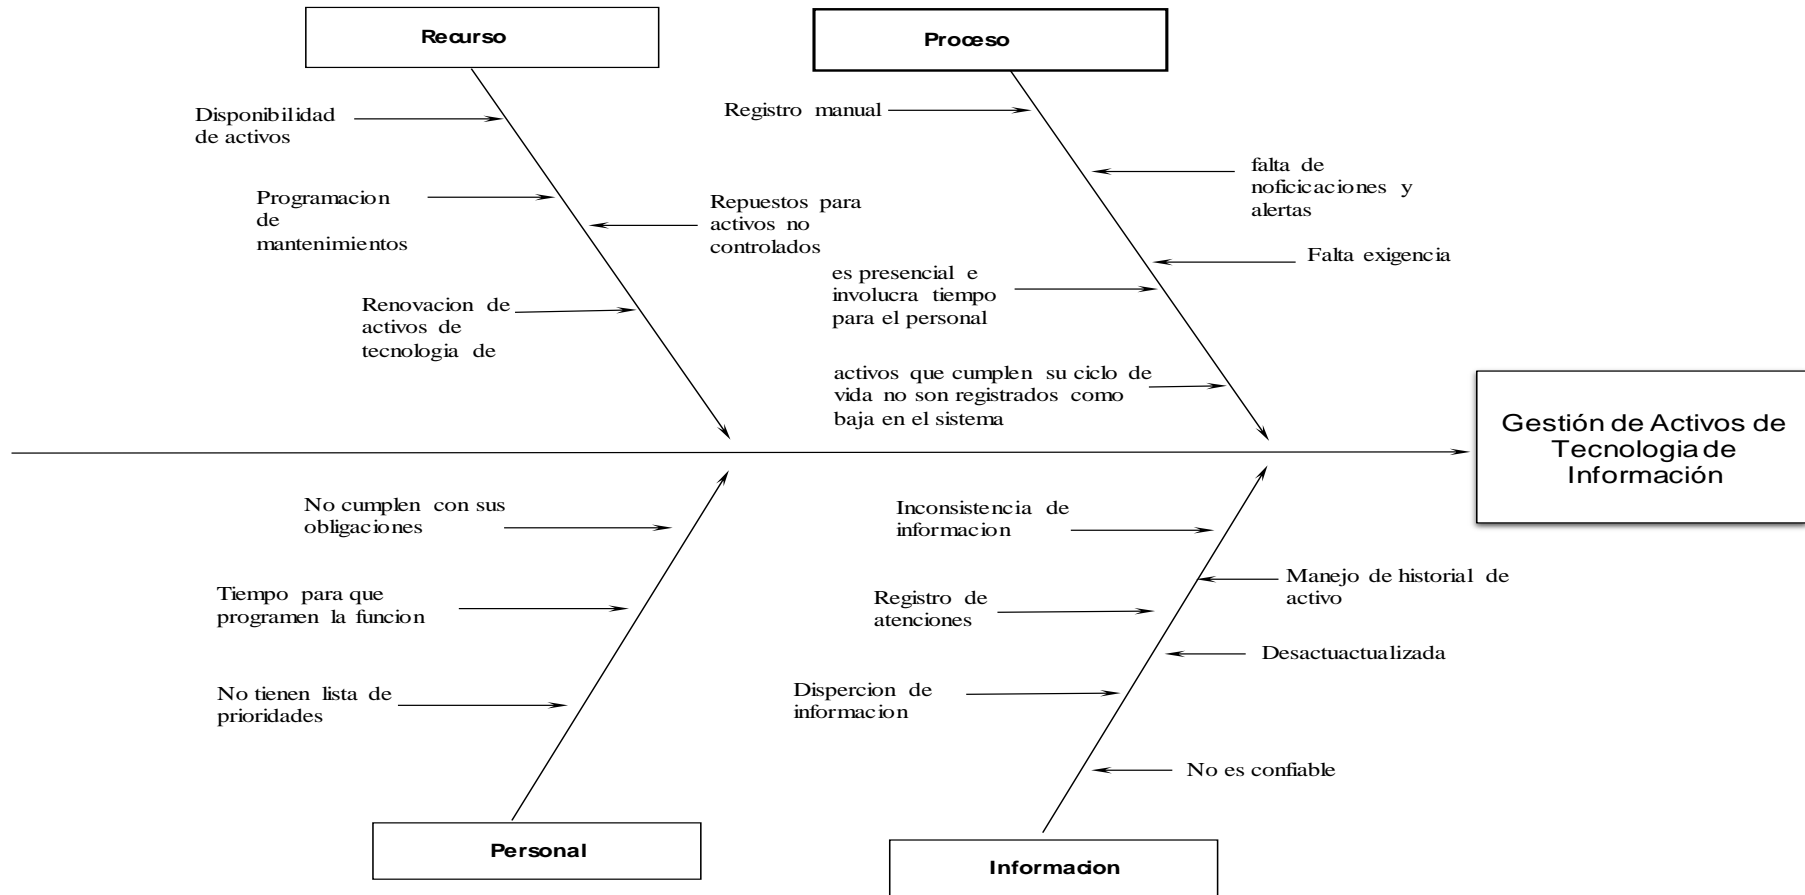 Recurso
Proceso
Disponibilidad
de activos
Programacion
de
mantenimientos
Repuestos para
activos no
controlados
Renovacion de
activos de
tecnologia de
Registro manual
falta de
noficicaciones y
alertas
Falta exigencia
es presencial e
involucra tiempo
para el personal
activos que cumplen su ciclo de
vida no son registrados como
baja en el sistema
Gestión de Activos de
Tecnologia de
Información
No cumplen con sus
obligaciones
Tiempo para que
programen la funcion
No tienen lista de
prioridades
Inconsistencia de
informacion
Manejo de historial de
activo
Registro de
atenciones
Desactuactualizada
Dispercion de
informacion
No es confiable
Personal
Informacion